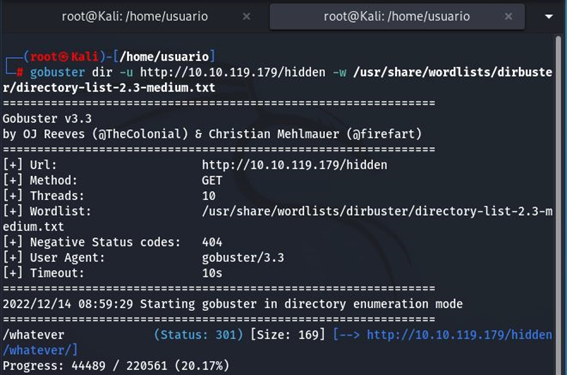 root@Kali: /home/usuario × root@Kali: /home/usuario ×
┌──(root㉿Kali)-[/home/usuario]
└─# gobuster dir -u http://10.10.119.179/hidden -w /usr/share/wordlists/dirbuste
r/directory-list-2.3-medium.txt
===============================================================
Gobuster v3.3
by OJ Reeves (@TheColonial) & Christian Mehlmauer (@firefart)
===============================================================
[+] Url: http://10.10.119.179/hidden
[+] Method: GET
[+] Threads: 10
[+] Wordlist: /usr/share/wordlists/dirbuster/directory-list-2.3-m
edium.txt
[+] Negative Status codes: 404
[+] User Agent: gobuster/3.3
[+] Timeout: 10s
===============================================================
2022/12/14 08:59:29 Starting gobuster in directory enumeration mode
===============================================================
/whatever (Status: 301) [Size: 169] [--> http://10.10.119.179/hidden
/whatever/]
Progress: 44489 / 220561 (20.17%)